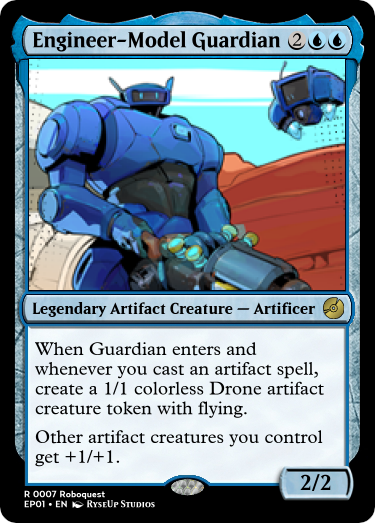 Engineer-Model Guardian 2
Legendary Artifact Creature — Artificer
When Guardian enters and
whenever you cast an artifact spell,
create a 1/1 colorless Drone artifact
creature token with flying.
Other artifact creatures you control
get +1/+1.
2/2
R 0007 Roboquest
EP01 • EN RyseUp Studios